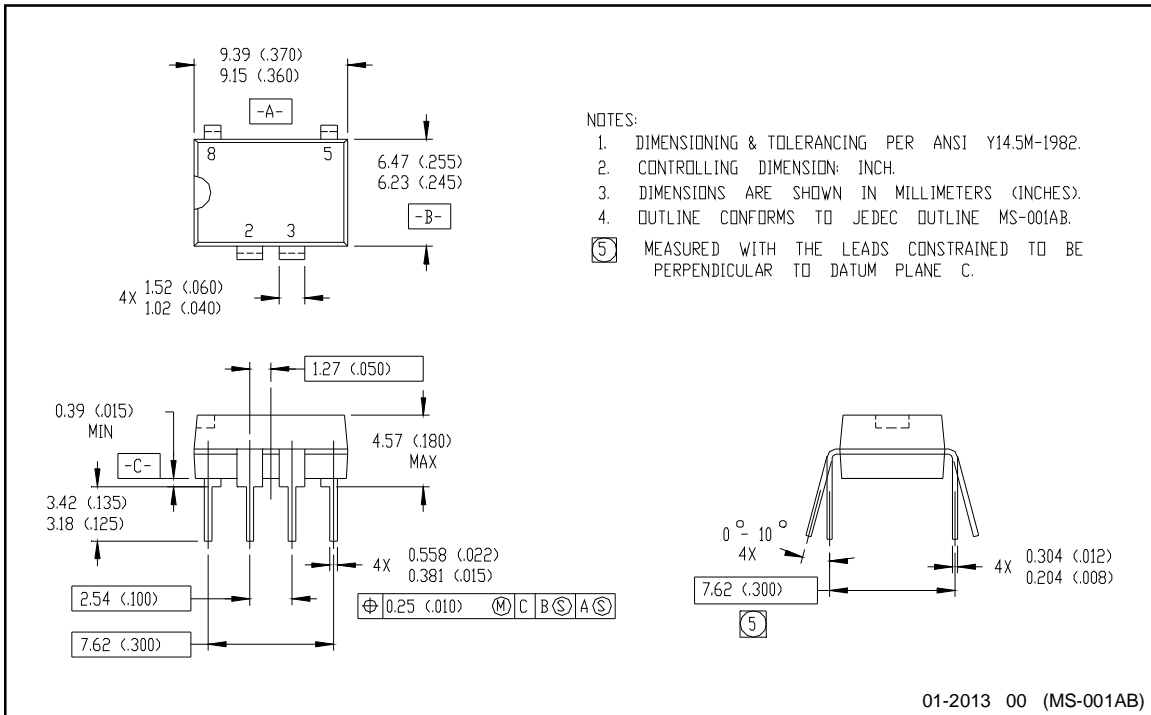 9.39 (.370)
9.15 (.360)
-A-
8 5
6.47 (.255)
6.23 (.245)
-B-
2 3
4X 1.52 (.060)
1.02 (.040)
NOTES:
1. DIMENSIONING & TOLERANCING PER ANSI Y14.5M-1982.
2. CONTROLLING DIMENSION: INCH.
3. DIMENSIONS ARE SHOWN IN MILLIMETERS (INCHES).
4. OUTLINE CONFORMS TO JEDEC OUTLINE MS-001AB.
5 MEASURED WITH THE LEADS CONSTRAINED TO BE
PERPENDICULAR TO DATUM PLANE C.
1.27 (.050)
0.39 (.015)
MIN
-C-
4.57 (.180)
MAX
3.42 (.135)
3.18 (.125)
4X 0.558 (.022)
0.381 (.015)
2.54 (.100)
⌖ 0.25 (.010) Ⓜ C B Ⓢ A Ⓢ
7.62 (.300)
0° - 10°
4X
4X 0.304 (.012)
0.204 (.008)
7.62 (.300)
5
01-2013 00 (MS-001AB)